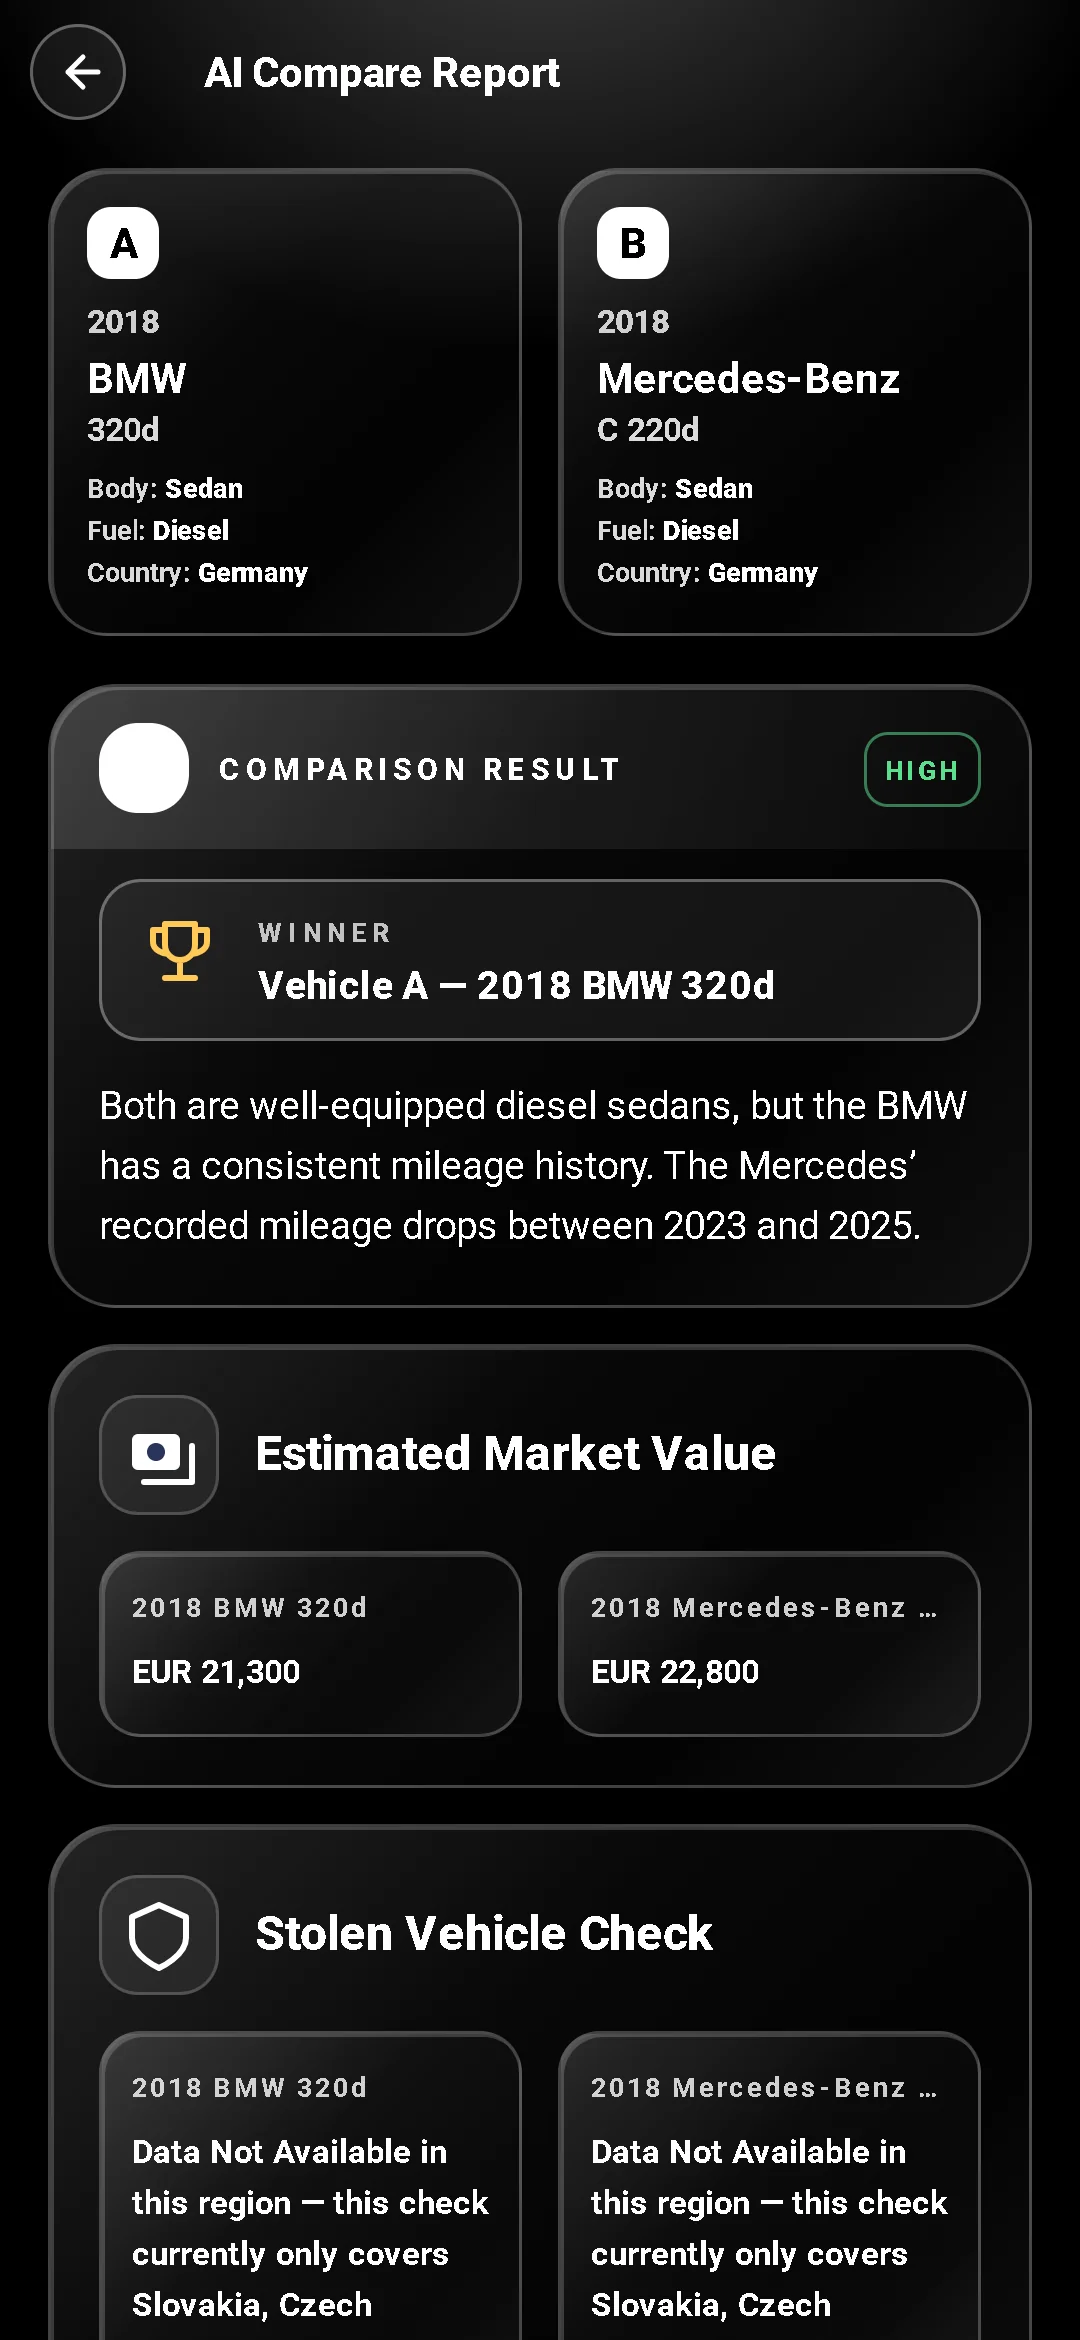 AI Compare Report
A
2018
BMW
320d
Body: Sedan
Fuel: Diesel
Country: Germany
B
2018
Mercedes-Benz
C 220d
Body: Sedan
Fuel: Diesel
Country: Germany
COMPARISON RESULT
HIGH
WINNER
Vehicle A — 2018 BMW 320d
Both are well-equipped diesel sedans, but the BMW
has a consistent mileage history. The Mercedes’
recorded mileage drops between 2023 and 2025.
Estimated Market Value
2018 BMW 320d
EUR 21,300
2018 Mercedes-Benz …
EUR 22,800
Stolen Vehicle Check
2018 BMW 320d
Data Not Available in
this region — this check
currently only covers
Slovakia, Czech
2018 Mercedes-Benz …
Data Not Available in
this region — this check
currently only covers
Slovakia, Czech